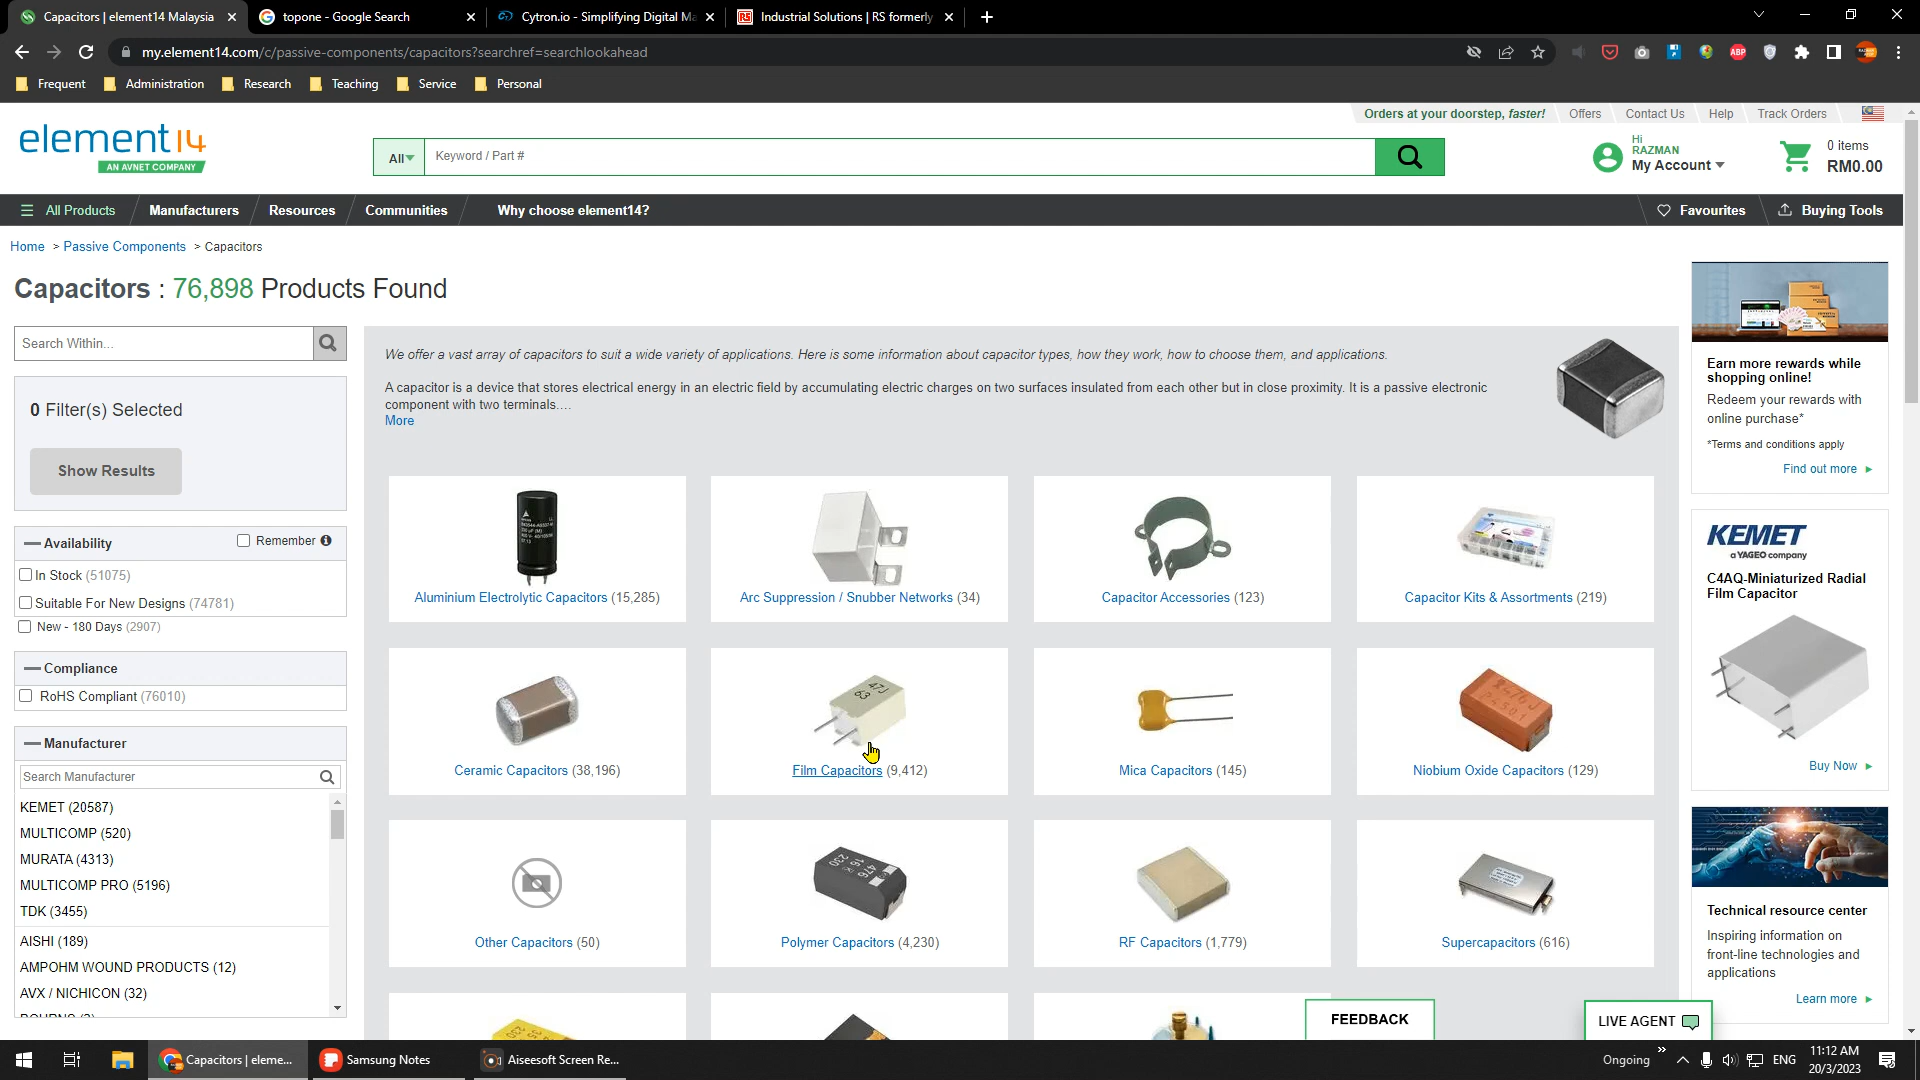 Capacitors | element14 Malaysia
topone - Google Search
Cytron.io - Simplifying Digital Ma
Industrial Solutions | RS formerly
my.element14.com/c/passive-components/capacitors?searchref=searchlookahead
Frequent
Administration
Research
Teaching
Service
Personal
Orders at your doorstep, faster!
Offers
Contact Us
Help
Track Orders
element14
AN AVNET COMPANY
All
Keyword / Part #
Hi
RAZMAN
My Account
0 items
RM0.00
All Products
Manufacturers
Resources
Communities
Why choose element14?
Favourites
Buying Tools
Home > Passive Components > Capacitors
Capacitors : 76,898 Products Found
Search Within...
0 Filter(s) Selected
Show Results
Availability
Remember
In Stock (51075)
Suitable For New Designs (74781)
New - 180 Days (2907)
Compliance
RoHS Compliant (76010)
Manufacturer
Search Manufacturer
KEMET (20587)
MULTICOMP (520)
MURATA (4313)
MULTICOMP PRO (5196)
TDK (3455)
AISHI (189)
AMPOHM WOUND PRODUCTS (12)
AVX / NICHICON (32)
We offer a vast array of capacitors to suit a wide variety of applications. Here is some information about capacitor types, how they work, how to choose them, and applications.
A capacitor is a device that stores electrical energy in an electric field by accumulating electric charges on two surfaces insulated from each other but in close proximity. It is a passive electronic
component with two terminals....
More
Aluminium Electrolytic Capacitors (15,285)
Arc Suppression / Snubber Networks (34)
Capacitor Accessories (123)
Capacitor Kits & Assortments (219)
47J
63
Ceramic Capacitors (38,196)
Film Capacitors (9,412)
Mica Capacitors (145)
Niobium Oxide Capacitors (129)
Other Capacitors (50)
Polymer Capacitors (4,230)
RF Capacitors (1,779)
Supercapacitors (616)
Earn more rewards while
shopping online!
Redeem your rewards with
online purchase*
*Terms and conditions apply
Find out more
KEMET
a YAGEO company
C4AQ-Miniaturized Radial
Film Capacitor
Buy Now
Technical resource center
Inspiring information on
front-line technologies and
applications
Learn more
FEEDBACK
LIVE AGENT
Capacitors | eleme...
Samsung Notes
Aiseesoft Screen Re...
Ongoing
ENG
11:12 AM
20/3/2023